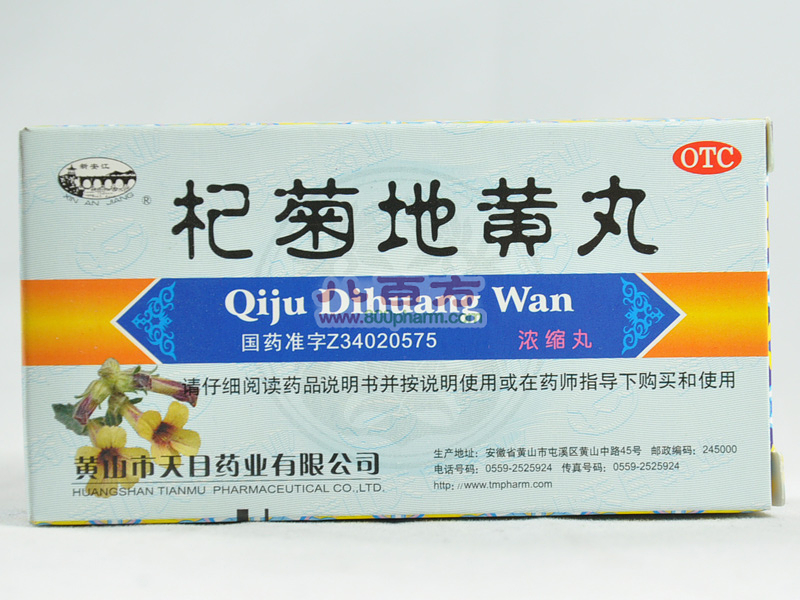 新安江
XIN AN JIANG ®
OTC
杞菊地黄丸
Qiju Dihuang Wan
八百方
www.800pharm.com
国药准字Z34020575 浓缩丸
请仔细阅读药品说明书并按说明使用或在药师指导下购买和使用
黄山市天目药业有限公司
HUANGSHAN TIANMU PHARMACEUTICAL CO.,LTD.
生产地址: 安徽省黄山市屯溪区黄山中路45号 邮政编码: 245000
电话号码: 0559-2525924 传真号码: 0559-2525924
http://www.tmpharm.com